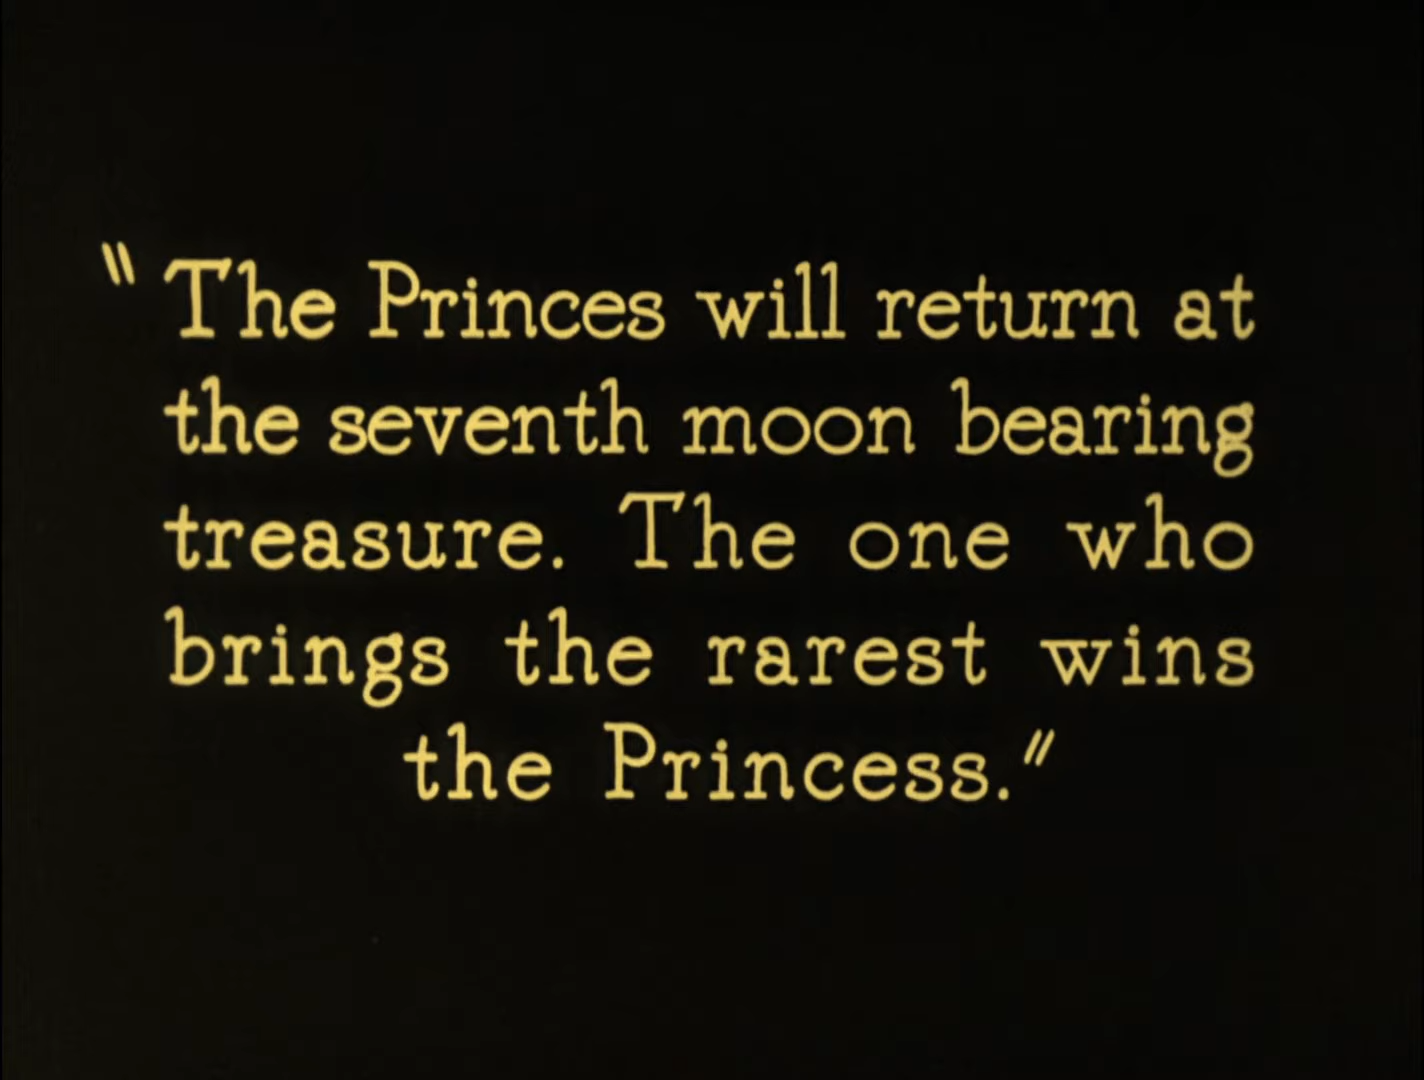 "The Princes will return at
the seventh moon bearing
treasure. The one who
brings the rarest wins
the Princess."